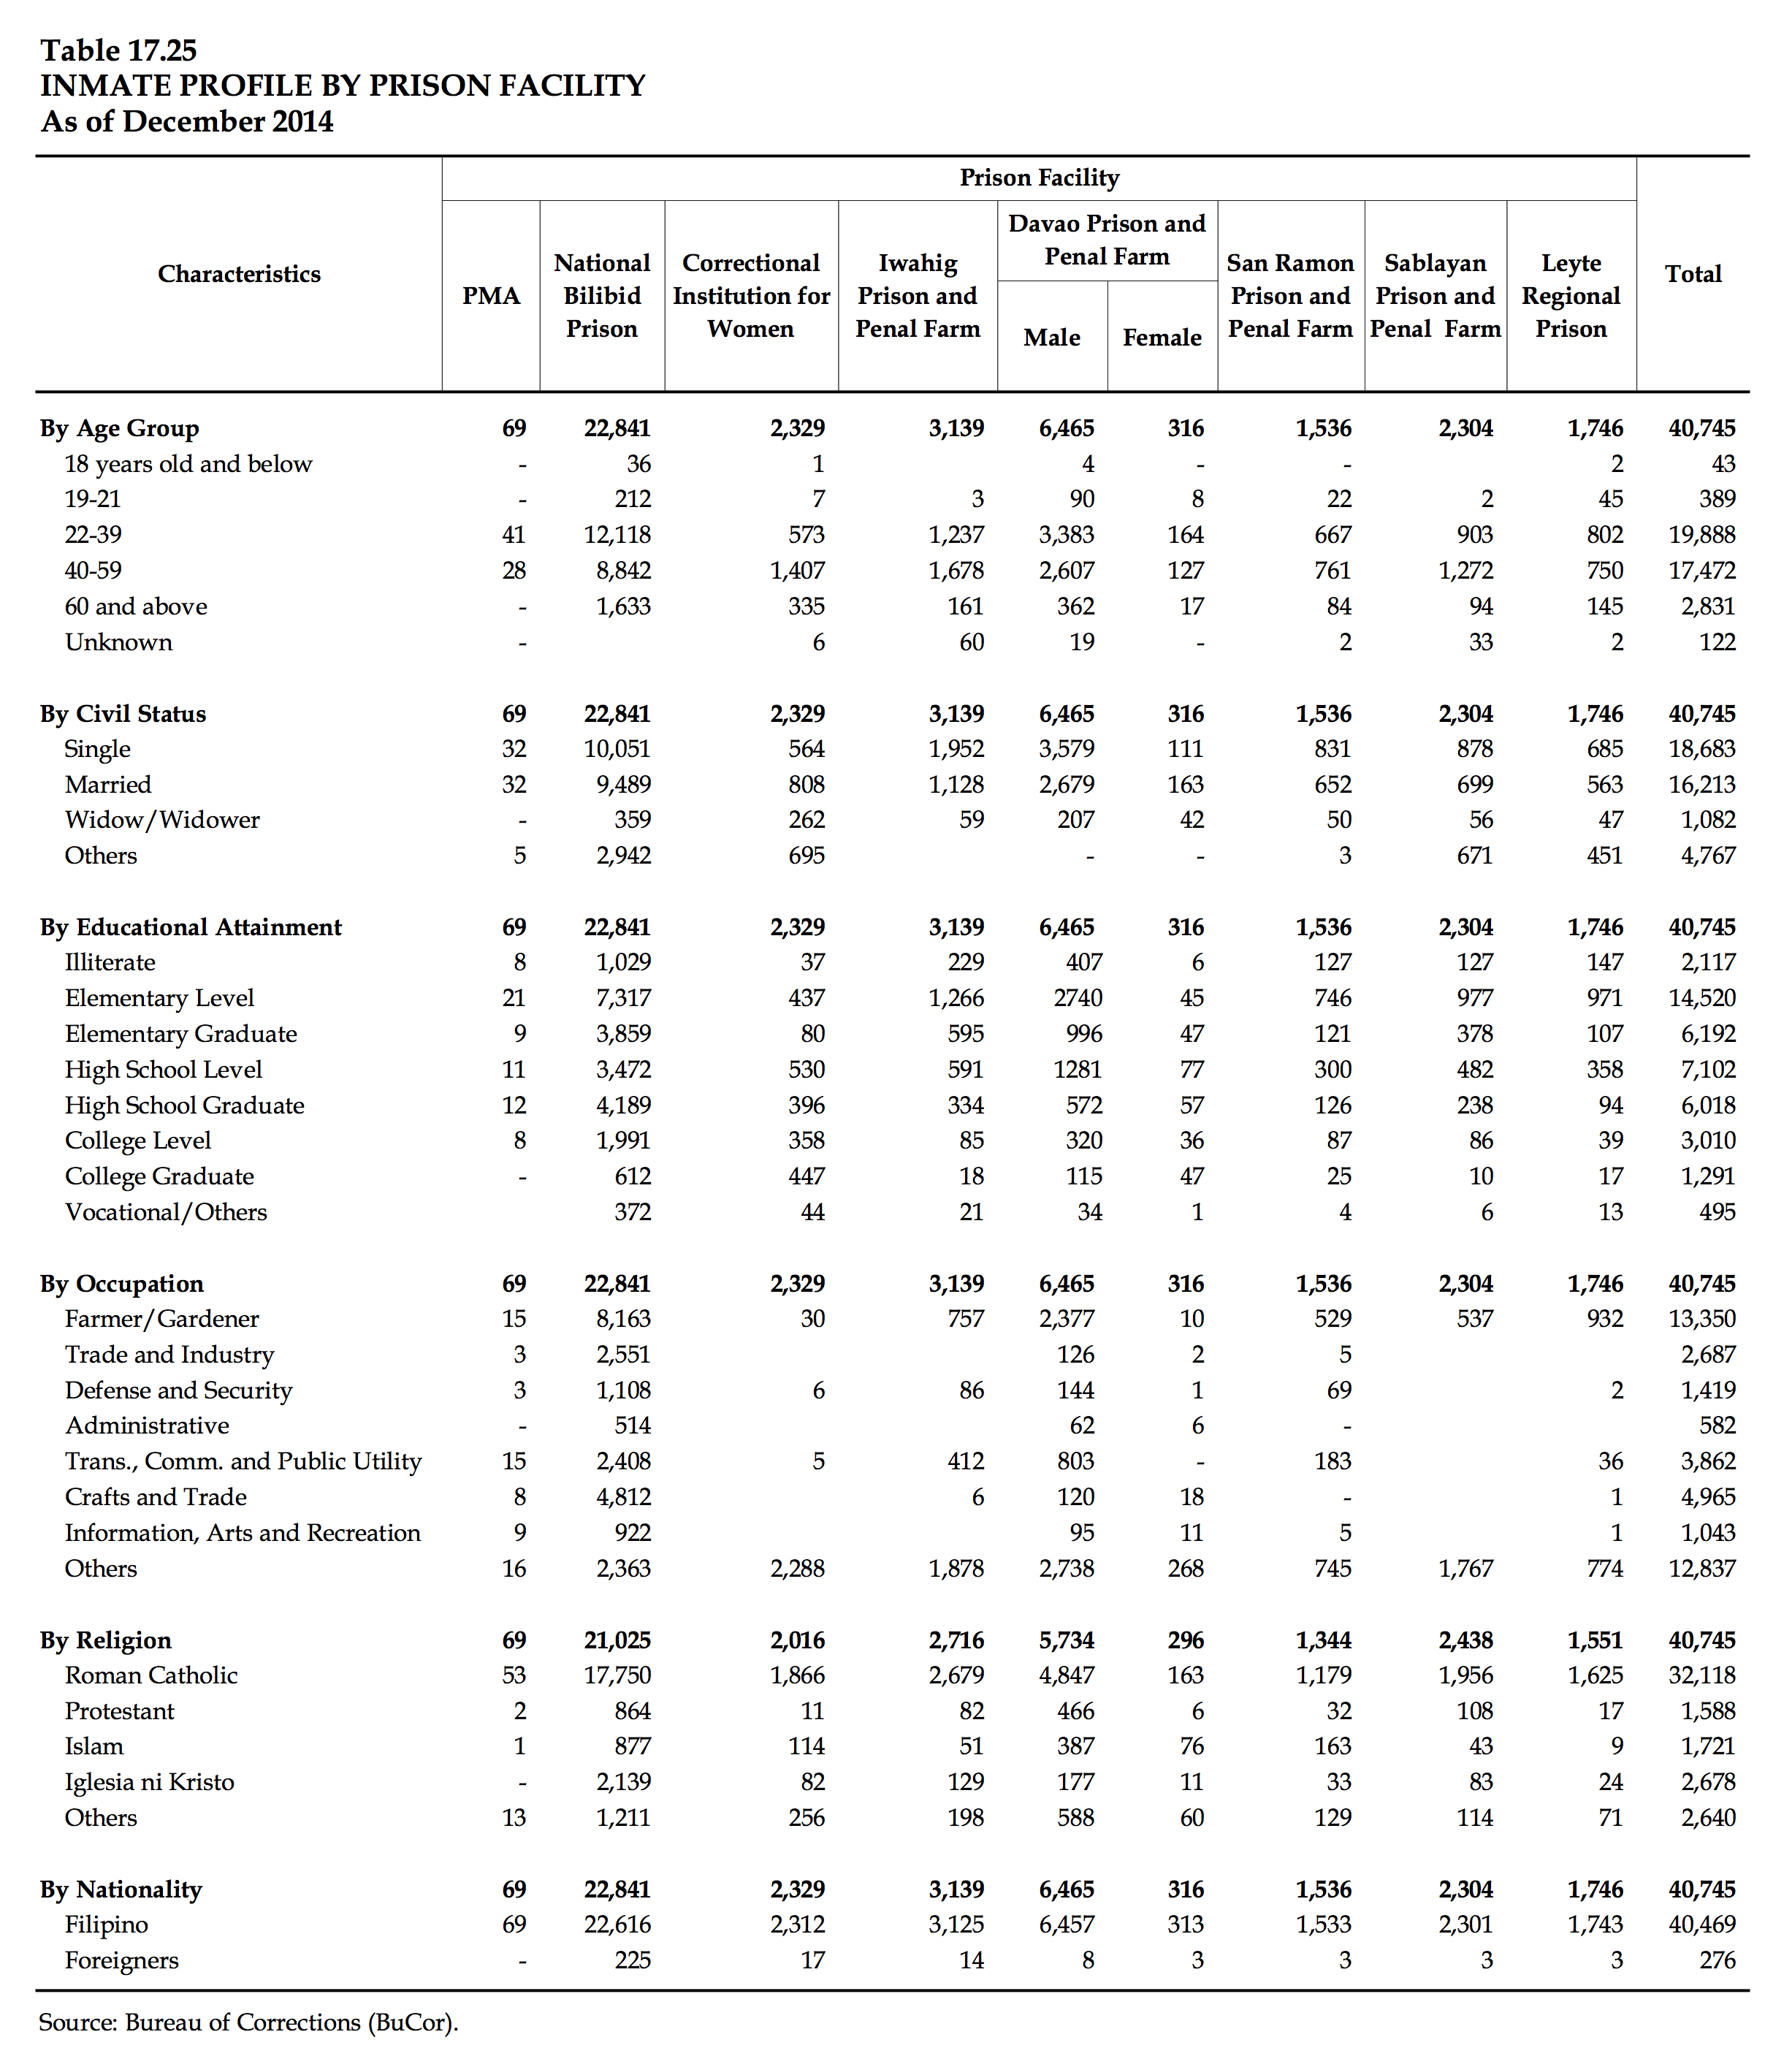 Table 17.25
INMATE PROFILE BY PRISON FACILITY
As of December 2014
Characteristics
Prison Facility
Total
PMA
National Bilibid Prison
Correctional Institution for Women
Iwahig Prison and Penal Farm
Davao Prison and Penal Farm
Male
Female
San Ramon Prison and Penal Farm
Sablayan Prison and Penal Farm
Leyte Regional Prison
By Age Group 69 22,841 2,329 3,139 6,465 316 1,536 2,304 1,746 40,745
18 years old and below - 36 1 4 - - 2 43
19-21 - 212 7 3 90 8 22 2 45 389
22-39 41 12,118 573 1,237 3,383 164 667 903 802 19,888
40-59 28 8,842 1,407 1,678 2,607 127 761 1,272 750 17,472
60 and above - 1,633 335 161 362 17 84 94 145 2,831
Unknown - 6 60 19 - 2 33 2 122
By Civil Status 69 22,841 2,329 3,139 6,465 316 1,536 2,304 1,746 40,745
Single 32 10,051 564 1,952 3,579 111 831 878 685 18,683
Married 32 9,489 808 1,128 2,679 163 652 699 563 16,213
Widow/Widower - 359 262 59 207 42 50 56 47 1,082
Others 5 2,942 695 - - 3 671 451 4,767
By Educational Attainment 69 22,841 2,329 3,139 6,465 316 1,536 2,304 1,746 40,745
Illiterate 8 1,029 37 229 407 6 127 127 147 2,117
Elementary Level 21 7,317 437 1,266 2740 45 746 977 971 14,520
Elementary Graduate 9 3,859 80 595 996 47 121 378 107 6,192
High School Level 11 3,472 530 591 1281 77 300 482 358 7,102
High School Graduate 12 4,189 396 334 572 57 126 238 94 6,018
College Level 8 1,991 358 85 320 36 87 86 39 3,010
College Graduate - 612 447 18 115 47 25 10 17 1,291
Vocational/Others 372 44 21 34 1 4 6 13 495
By Occupation 69 22,841 2,329 3,139 6,465 316 1,536 2,304 1,746 40,745
Farmer/Gardener 15 8,163 30 757 2,377 10 529 537 932 13,350
Trade and Industry 3 2,551 126 2 5 2,687
Defense and Security 3 1,108 6 86 144 1 69 2 1,419
Administrative - 514 62 6 - 582
Trans., Comm. and Public Utility 15 2,408 5 412 803 - 183 36 3,862
Crafts and Trade 8 4,812 6 120 18 - 1 4,965
Information, Arts and Recreation 9 922 95 11 5 1 1,043
Others 16 2,363 2,288 1,878 2,738 268 745 1,767 774 12,837
By Religion 69 21,025 2,016 2,716 5,734 296 1,344 2,438 1,551 40,745
Roman Catholic 53 17,750 1,866 2,679 4,847 163 1,179 1,956 1,625 32,118
Protestant 2 864 11 82 466 6 32 108 17 1,588
Islam 1 877 114 51 387 76 163 43 9 1,721
Iglesia ni Kristo - 2,139 82 129 177 11 33 83 24 2,678
Others 13 1,211 256 198 588 60 129 114 71 2,640
By Nationality 69 22,841 2,329 3,139 6,465 316 1,536 2,304 1,746 40,745
Filipino 69 22,616 2,312 3,125 6,457 313 1,533 2,301 1,743 40,469
Foreigners - 225 17 14 8 3 3 3 3 276
Source: Bureau of Corrections (BuCor).